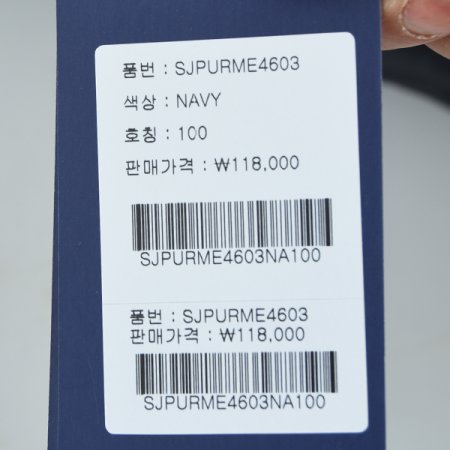 품번 : SJPURME4603
색상 : NAVY
호칭 : 100
판매가격 : ₩118,000
SJPURME4603NA100
품번 : SJPURME4603
판매가격 : ₩118,000
SJPURME4603NA100